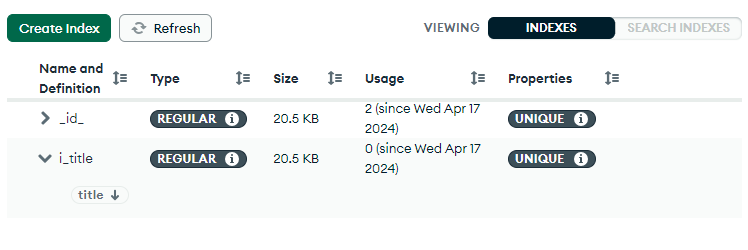 Create Index Refresh VIEWING INDEXES SEARCH INDEXES
Name and Definition Type Size Usage Properties
_id_ REGULAR 20.5 KB 2 (since Wed Apr 17 2024) UNIQUE
i_title REGULAR 20.5 KB 0 (since Wed Apr 17 2024) UNIQUE
title